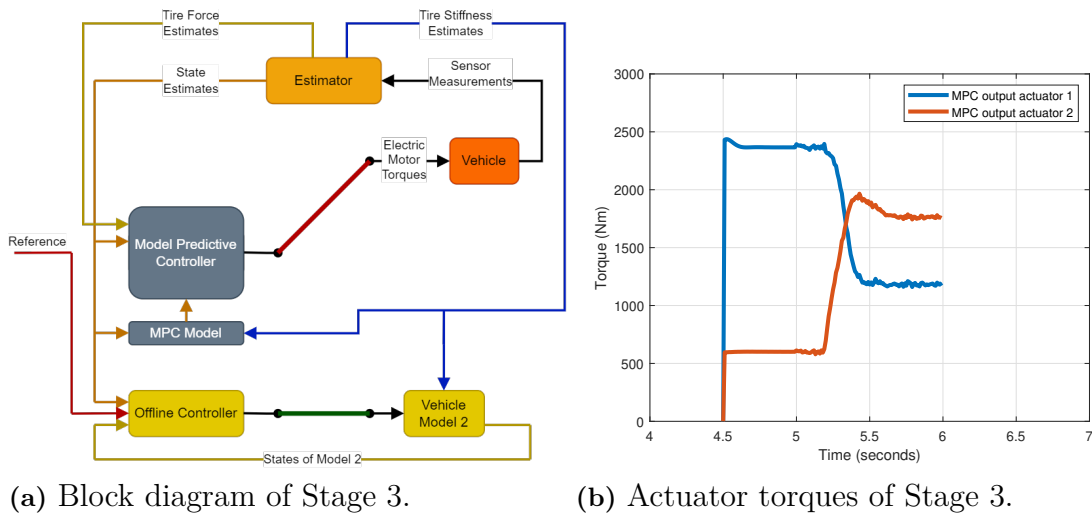 Tire Force
Estimates
Tire Stiffness
Estimates
State
Estimates
Estimator
Sensor
Measurements
Electric
Motor
Torques
Vehicle
Reference
Model Predictive
Controller
MPC Model
Offline Controller
Vehicle
Model 2
States of Model 2
3000
2500
2000
1500
1000
500
0
Torque (Nm)
MPC output actuator 1
MPC output actuator 2
4 4.5 5 5.5 6 6.5 7
Time (seconds)
(a) Block diagram of Stage 3.
(b) Actuator torques of Stage 3.